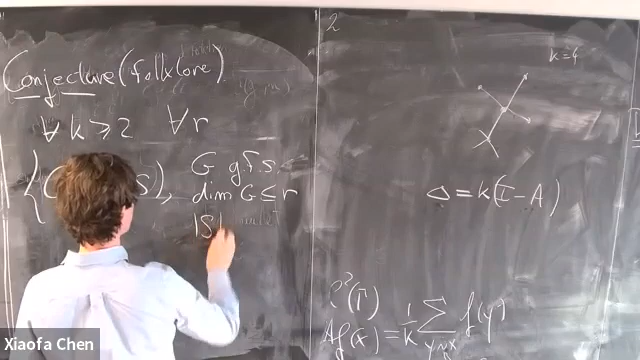 Conjecture (folklore)
∀ k ≥ 2 ∀ r
{( S), G g.f.s.
dim G ≤ r
|S|
2
k=4
Δ = k(I - A)
ℓ²(Γ)
Af(x) = 1/k ∑ y~x f(y)
Xiaofa Chen